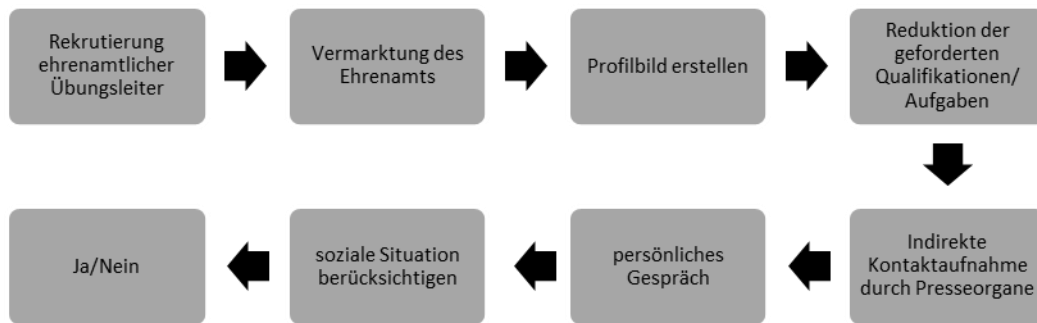 Rekrutierung
ehrenamtlicher
Übungsleiter
Vermarktung des
Ehrenamts
Profilbild erstellen
Reduktion der
geforderten
Qualifikationen/
Aufgaben
Indirekte
Kontaktaufnahme
durch Presseorgane
persönliches
Gespräch
soziale Situation
berücksichtigen
Ja/Nein